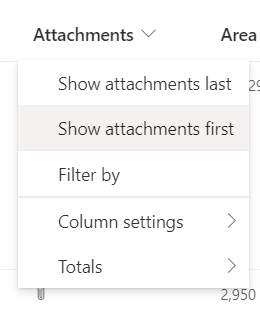 Attachments Area
Show attachments last
Show attachments first
Filter by
Column settings
Totals
2,950